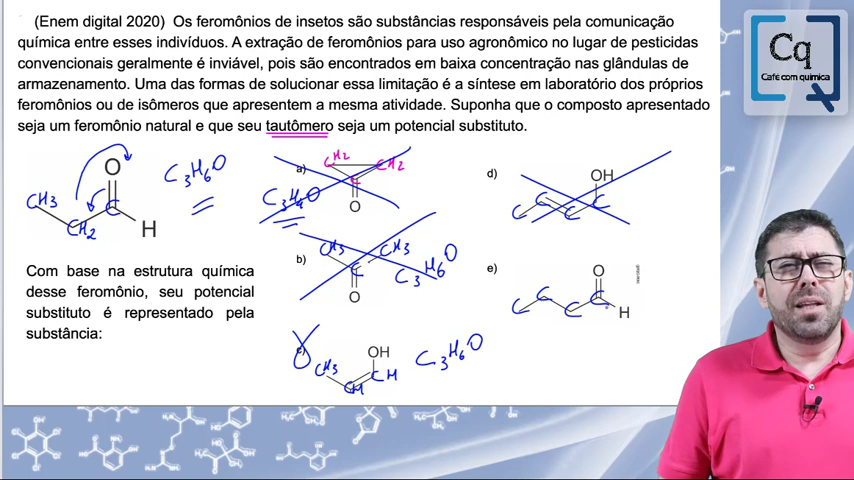 (Enem digital 2020) Os feromônios de insetos são substâncias responsáveis pela comunicação
química entre esses indivíduos. A extração de feromônios para uso agronômico no lugar de pesticidas
convencionais geralmente é inviável, pois são encontrados em baixa concentração nas glândulas de
armazenamento. Uma das formas de solucionar essa limitação é a síntese em laboratório dos próprios
feromônios ou de isômeros que apresentem a mesma atividade. Suponha que o composto apresentado
seja um feromônio natural e que seu tautômero seja um potencial substituto.
Cq
Café com química
O
CH3
CH2
C
H
C3H6O
Com base na estrutura química
desse feromônio, seu potencial
substituto é representado pela
substância:
a)
CH2
CH2
C
O
C3H4O
b)
CH3
CH3
C
O
C3H6O
c)
OH
CH3
CH
CH
C3H6O
d)
OH
C
C
C
C
e)
O
C
C
C
C
H